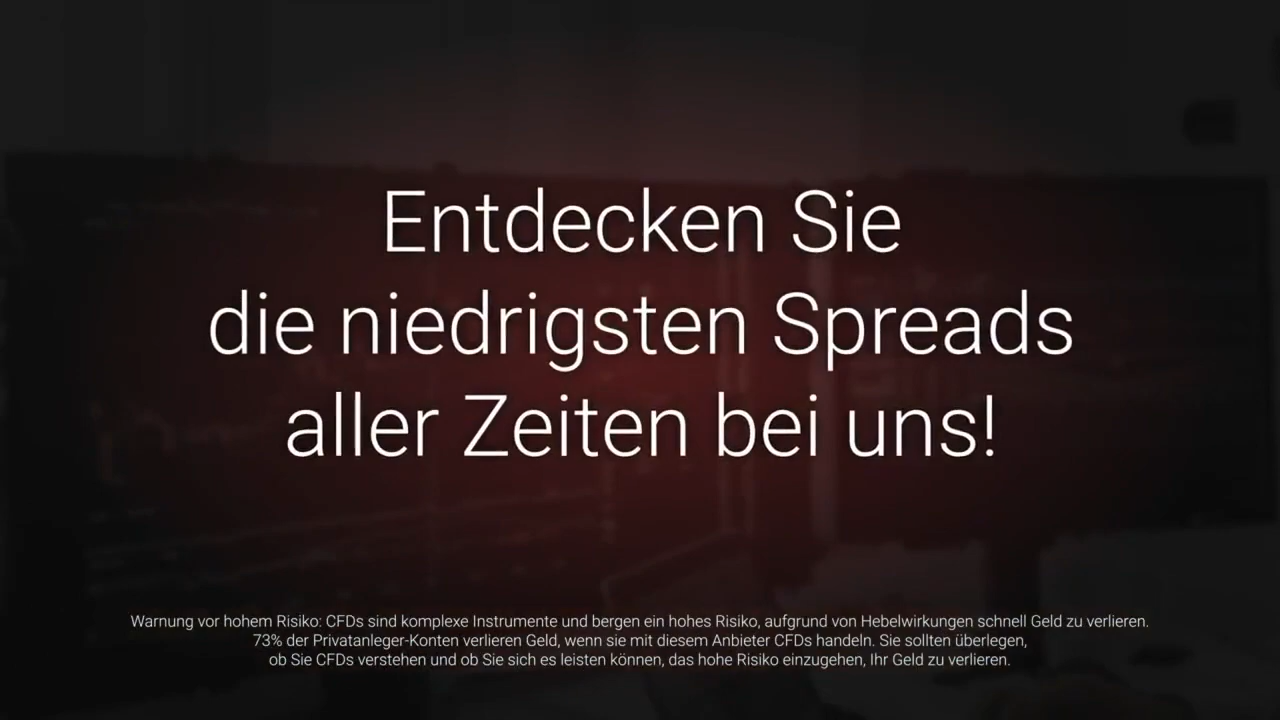 Entdecken Sie
die niedrigsten Spreads
aller Zeiten bei uns!
Warnung vor hohem Risiko: CFDs sind komplexe Instrumente und bergen ein hohes Risiko, aufgrund von Hebelwirkungen schnell Geld zu verlieren.
73% der Privatanleger-Konten verlieren Geld, wenn sie mit diesem Anbieter CFDs handeln. Sie sollten überlegen,
ob Sie CFDs verstehen und ob Sie sich es leisten können, das hohe Risiko einzugehen, Ihr Geld zu verlieren.